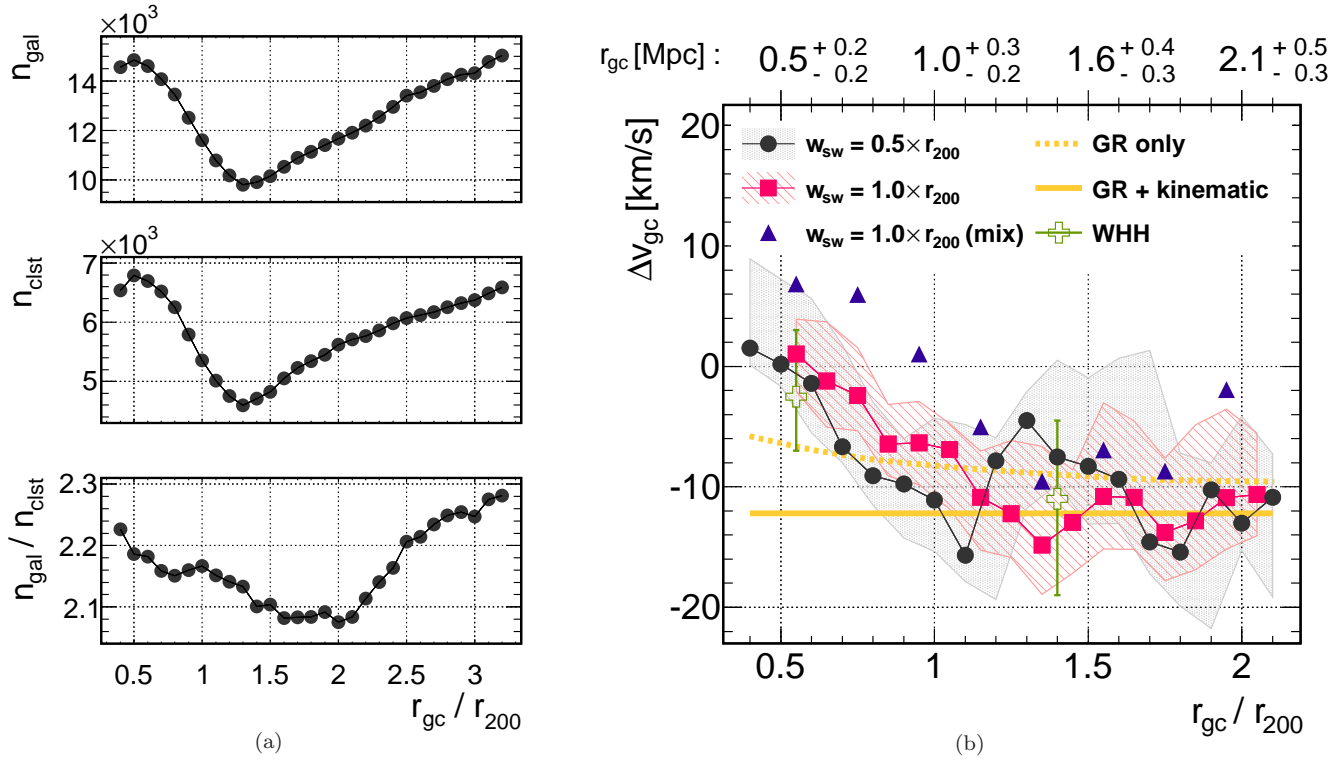 ×10³
n_gal
14
12
10
×10³
n_clst
7
6
5
n_gal / n_clst
2.3
2.2
2.1
0.5 1 1.5 2 2.5 3
r_gc / r_200
(a)
r_gc [Mpc] : 0.5 + 0.2 - 0.2 1.0 + 0.3 - 0.2 1.6 + 0.4 - 0.3 2.1 + 0.5 - 0.3
Δv_gc [km/s]
20
10
0
-10
-20
w_sw = 0.5× r_200
w_sw = 1.0× r_200
w_sw = 1.0× r_200 (mix)
GR only
GR + kinematic
WHH
0.5 1 1.5 2
r_gc / r_200
(b)